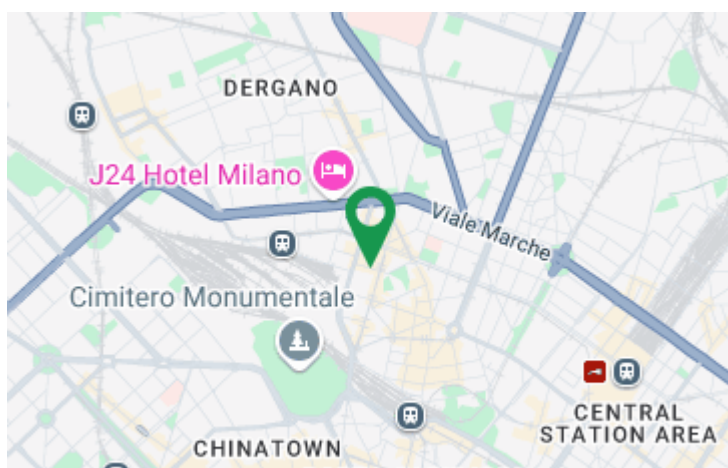 DERGANO
J24 Hotel Milano
Viale Marche
Cimitero Monumentale
CENTRAL
STATION AREA
CHINATOWN